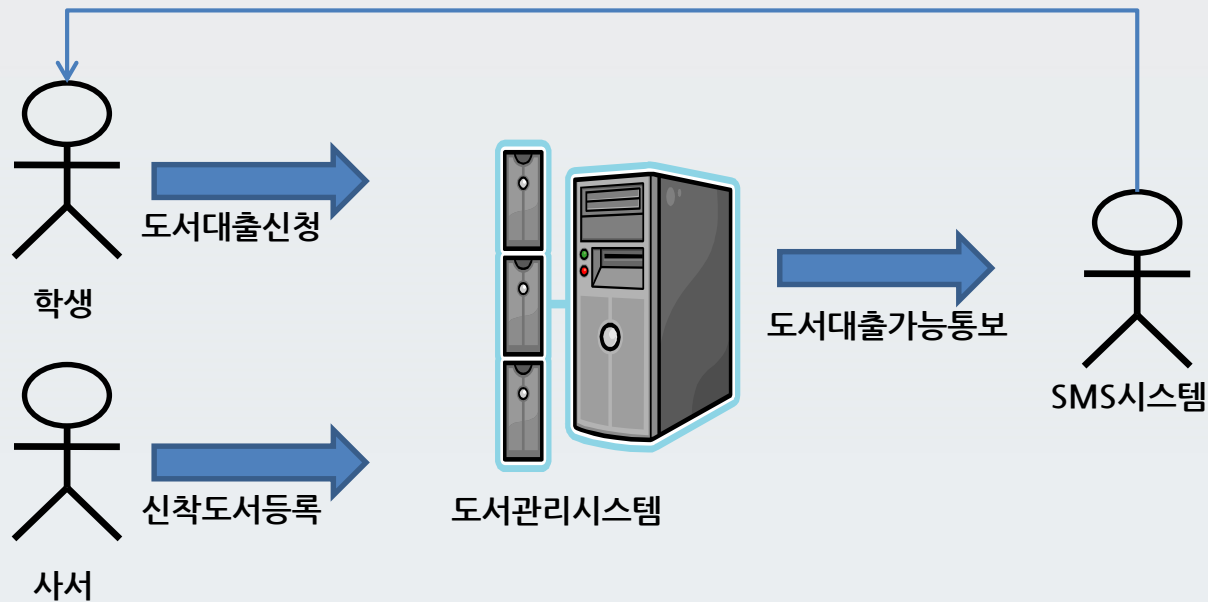 도서대출신청
학생
도서대출가능통보
SMS시스템
신착도서등록
도서관리시스템
사서